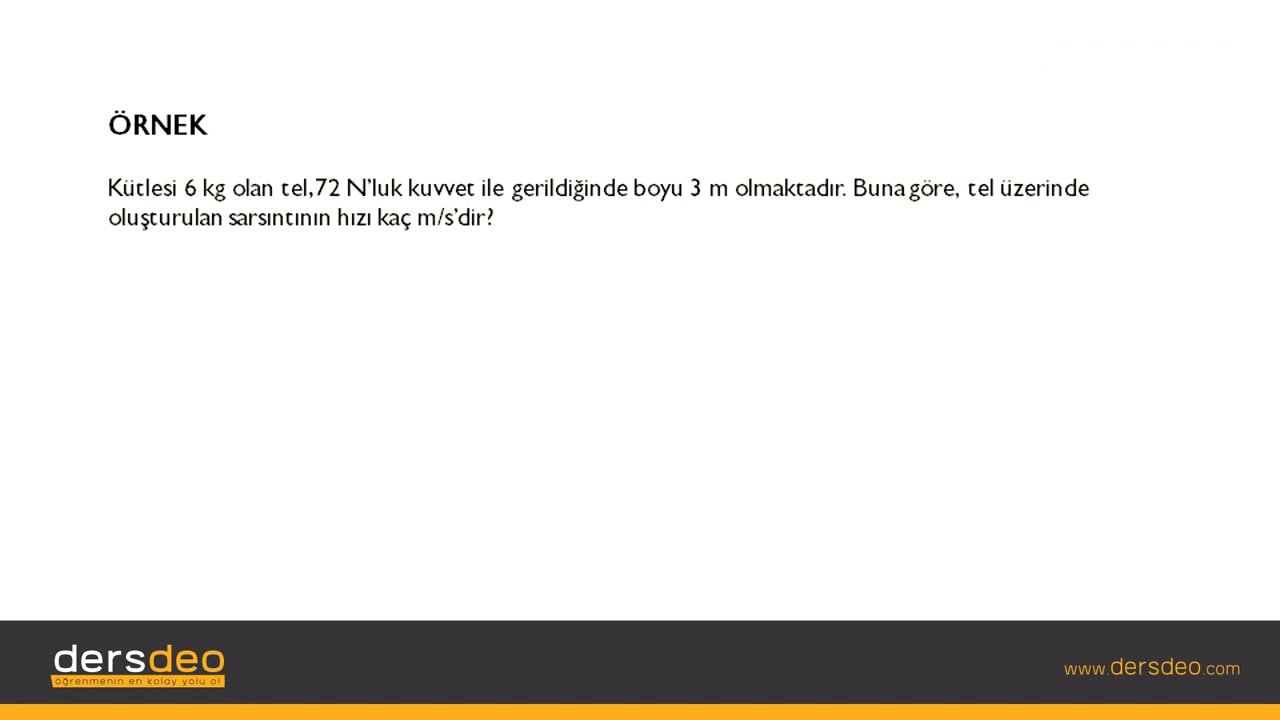 ÖRNEK
Kütlesi 6 kg olan tel,72 N’luk kuvvet ile gerildiğinde boyu 3 m olmaktadır. Buna göre, tel üzerinde
oluşturulan sarsıntının hızı kaç m/s’dir?
dersdeo
öğrenmenin en kolay yolu o!
www.dersdeo.com